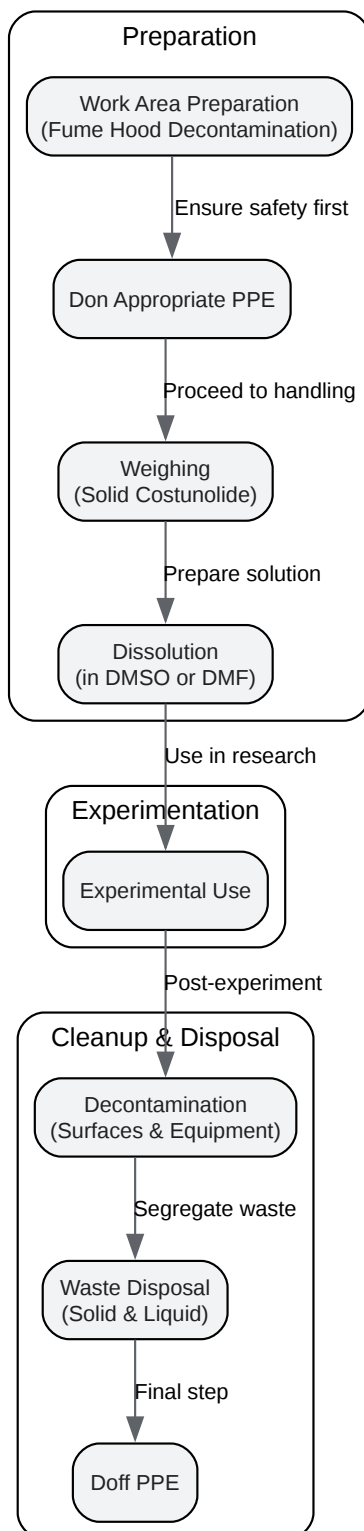 Preparation
Work Area Preparation
(Fume Hood Decontamination)
Ensure safety first
Don Appropriate PPE
Proceed to handling
Weighing
(Solid Costunolide)
Prepare solution
Dissolution
(in DMSO or DMF)
Use in research
Experimentation
Experimental Use
Post-experiment
Cleanup & Disposal
Decontamination
(Surfaces & Equipment)
Segregate waste
Waste Disposal
(Solid & Liquid)
Final step
Doff PPE